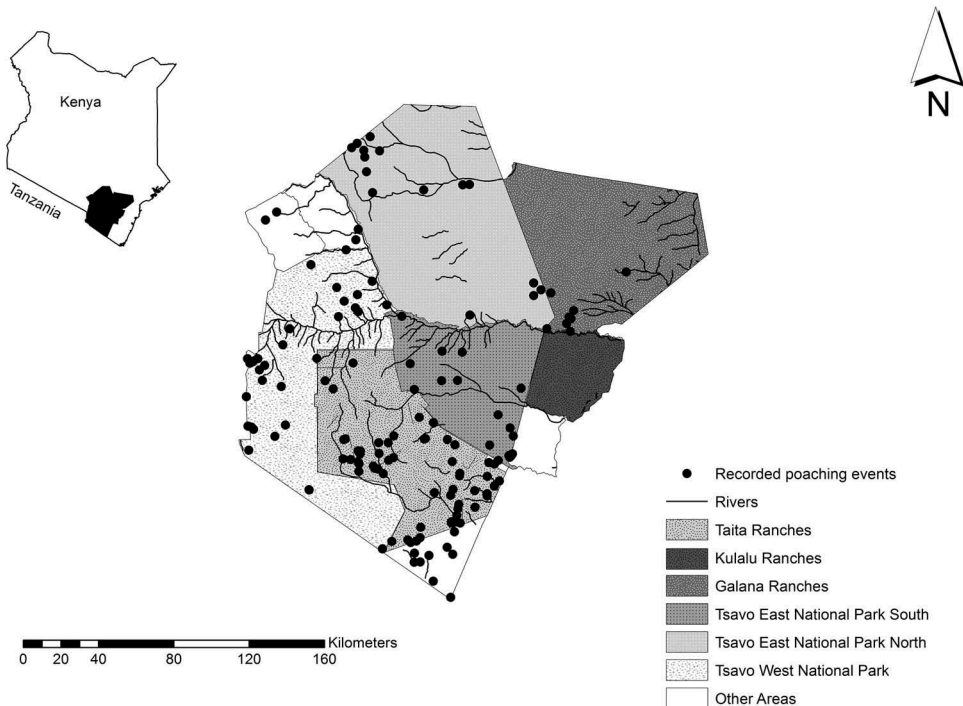 Kenya
Tanzania
N
Recorded poaching events
Rivers
Taita Ranches
Kulalu Ranches
Galana Ranches
Tsavo East National Park South
Tsavo East National Park North
Tsavo West National Park
Other Areas
Kilometers
0 20 40 80 120 160